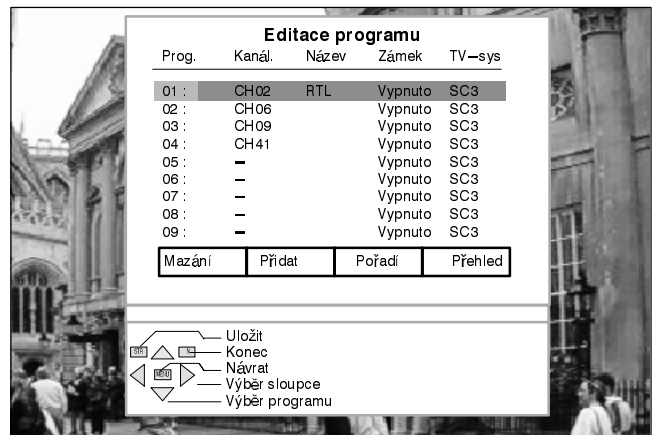 Editace programu
Prog. Kanál. Název Zámek TV–sys
01 : CH02 RTL Vypnuto SC3
02 : CH06 Vypnuto SC3
03 : CH09 Vypnuto SC3
04 : CH41 Vypnuto SC3
05 : – Vypnuto SC3
06 : – Vypnuto SC3
07 : – Vypnuto SC3
08 : – Vypnuto SC3
09 : – Vypnuto SC3
Mazání Přidat Pořadí Přehled
Uložit
STR N Konec
MENU Návrat
Výběr sloupce
Výběr programu